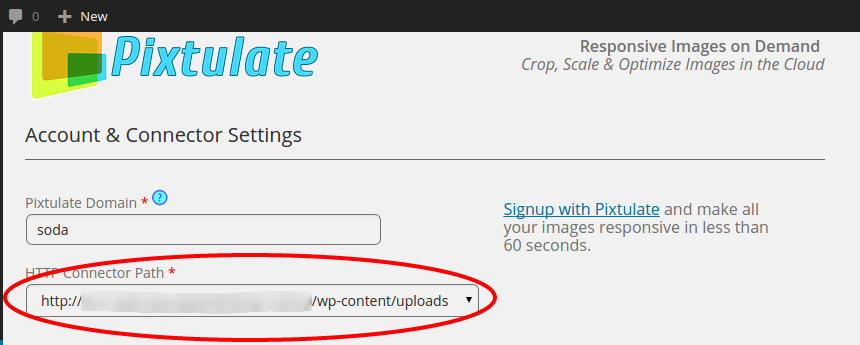 0 New
Pixtulate
Responsive Images on Demand
Crop, Scale & Optimize Images in the Cloud
Account & Connector Settings
Pixtulate Domain * ?
soda
Signup with Pixtulate and make all
your images responsive in less than
60 seconds.
HTTP Connector Path *
http:// /wp-content/uploads